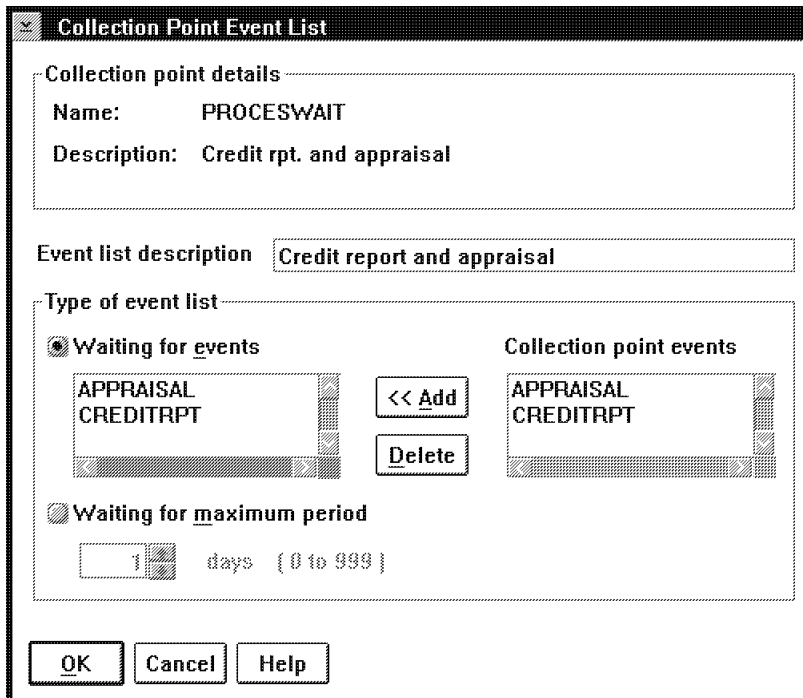 Collection Point Event List
Collection point details
Name: PROCESWAIT
Description: Credit rpt. and appraisal
Event list description Credit report and appraisal
Type of event list
Waiting for events Collection point events
APPRAISAL << Add APPRAISAL
CREDITRPT CREDITRPT
Delete
Waiting for maximum period
1 days ( 0 to 999 )
OK Cancel Help